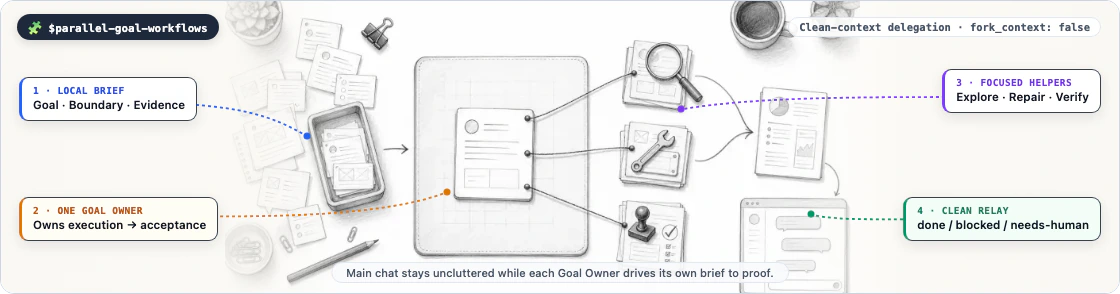 $parallel-goal-workflows
Clean-context delegation · fork_context: false
1 · LOCAL BRIEF
Goal · Boundary · Evidence
3 · FOCUSED HELPERS
Explore · Repair · Verify
2 · ONE GOAL OWNER
Owns execution → acceptance
4 · CLEAN RELAY
done / blocked / needs-human
Main chat stays uncluttered while each Goal Owner drives its own brief to proof.